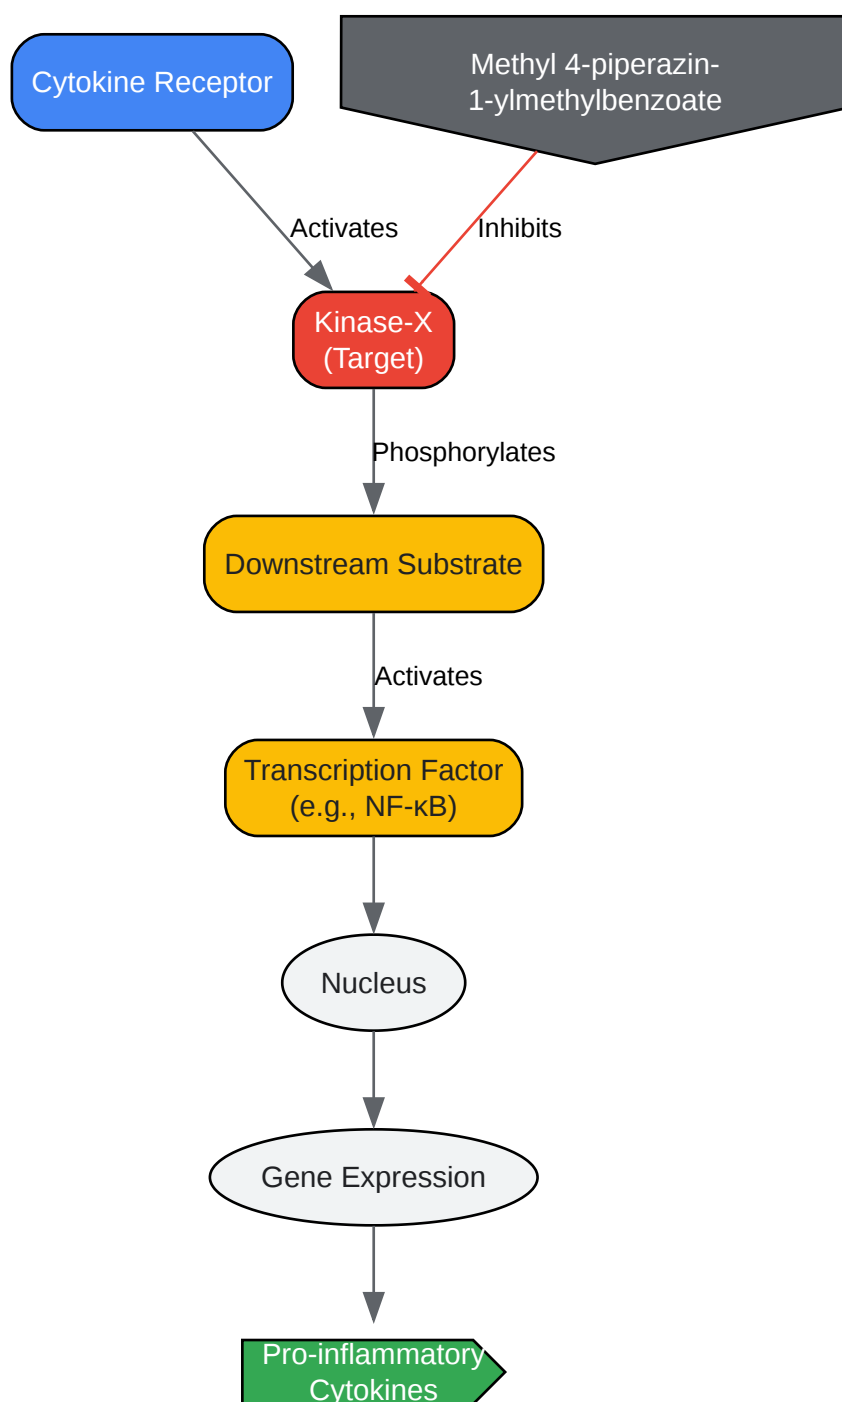 Cytokine Receptor
Methyl 4-piperazin-
1-ylmethylbenzoate
Activates
Inhibits
Kinase-X
(Target)
Phosphorylates
Downstream Substrate
Activates
Transcription Factor
(e.g., NF-κB)
Nucleus
Gene Expression
Pro-inflammatory
Cytokines